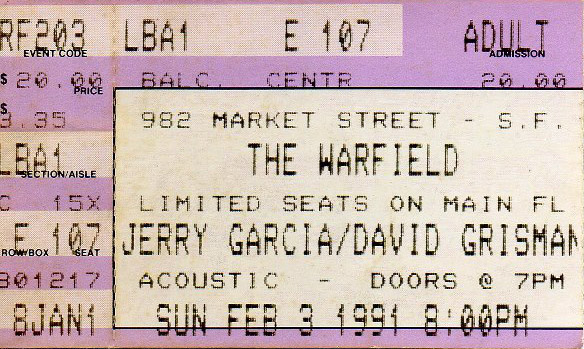 RF203 LBA1 E 107 ADULT
EVENT CODE ADMISSION
$ 20.00 BALC. CENTR 20.00
PRICE
$ 3.35 982 MARKET STREET - S.F.
LBA1 THE WARFIELD
SECTION/AISLE
C 15X LIMITED SEATS ON MAIN FL
E 107 JERRY GARCIA/DAVID GRISMAN
ROW/BOX SEAT
B01217 ACOUSTIC - DOORS @ 7PM
8JAN1 SUN FEB 3 1991 8:00PM